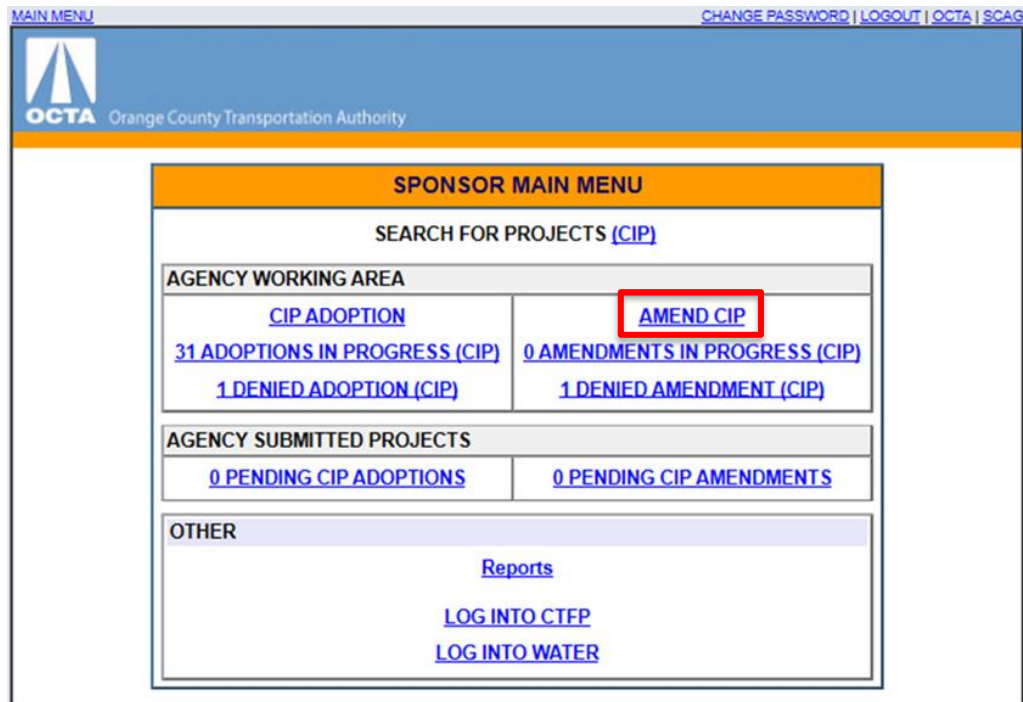 MAIN MENU CHANGE PASSWORD | LOGOUT | OCTA | SCAG
OCTA Orange County Transportation Authority
SPONSOR MAIN MENU
SEARCH FOR PROJECTS (CIP)
AGENCY WORKING AREA
CIP ADOPTION AMEND CIP
31 ADOPTIONS IN PROGRESS (CIP) 0 AMENDMENTS IN PROGRESS (CIP)
1 DENIED ADOPTION (CIP) 1 DENIED AMENDMENT (CIP)
AGENCY SUBMITTED PROJECTS
0 PENDING CIP ADOPTIONS 0 PENDING CIP AMENDMENTS
OTHER
Reports
LOG INTO CTFP
LOG INTO WATER